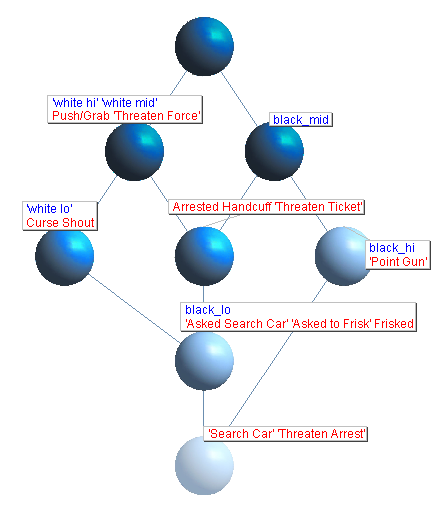 'white hi' 'white mid'
Push/Grab 'Threaten Force'
black_mid
'white lo'
Curse Shout
Arrested Handcuff 'Threaten Ticket'
black_hi
'Point Gun'
black_lo
'Asked Search Car' 'Asked to Frisk' Frisked
'Search Car' 'Threaten Arrest'